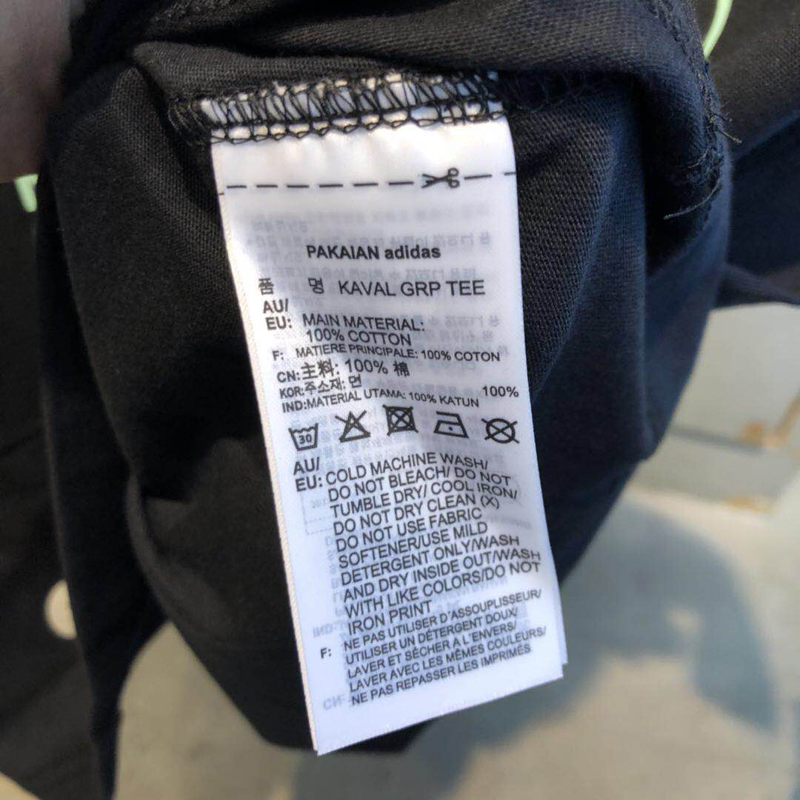 PAKAIAN adidas
품 명 KAVAL GRP TEE
AU/
EU: MAIN MATERIAL:
100% COTTON
F: MATIERE PRINCIPALE: 100% COTON
CN:主料: 100% 棉
KOR:주소재: 면 100%
IND:MATERIAL UTAMA: 100% KATUN
30
AU/
EU: COLD MACHINE WASH/
DO NOT BLEACH/ DO NOT
TUMBLE DRY/ COOL IRON/
DO NOT DRY CLEAN (X)
DO NOT USE FABRIC
SOFTENER/USE MILD
DETERGENT ONLY/WASH
AND DRY INSIDE OUT/WASH
WITH LIKE COLORS/DO NOT
IRON PRINT
F: NE PAS UTILISER D'ASSOUPLISSEUR/
UTILISER UN DÉTERGENT DOUX/
LAVER ET SÉCHER A L'ENVERS/
LAVER AVEC LES MÊMES COULEURS/
NE PAS REPASSER LES IMPRIMÉS